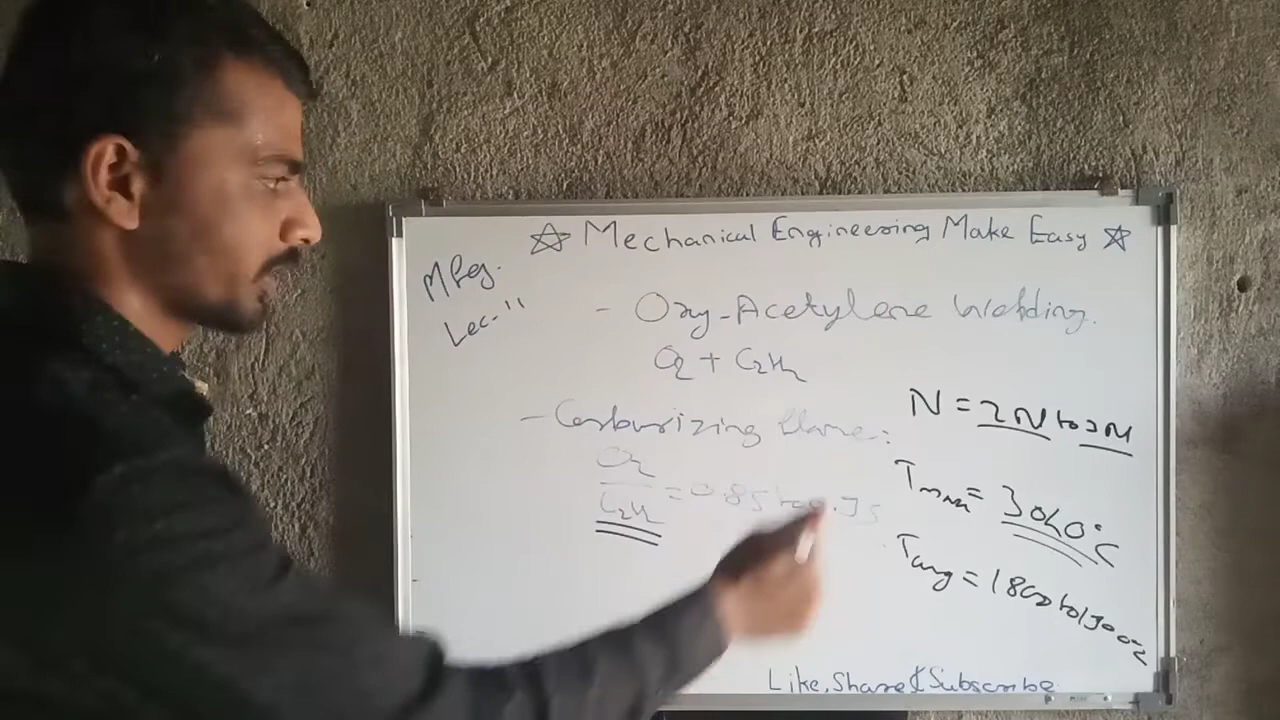 ☆ Mechanical Engineering Make Easy ☆
MPeg.
Lec-11
- Oxy-Acetylene Welding.
O2 + C2H2
- Carburizing flame:
O2
C2H2 = 0.85 to 0.95
N = 2N to 3N
Tmax = 3040°C
Tavg = 1800 to 1900°C
Like, Share & Subscribe